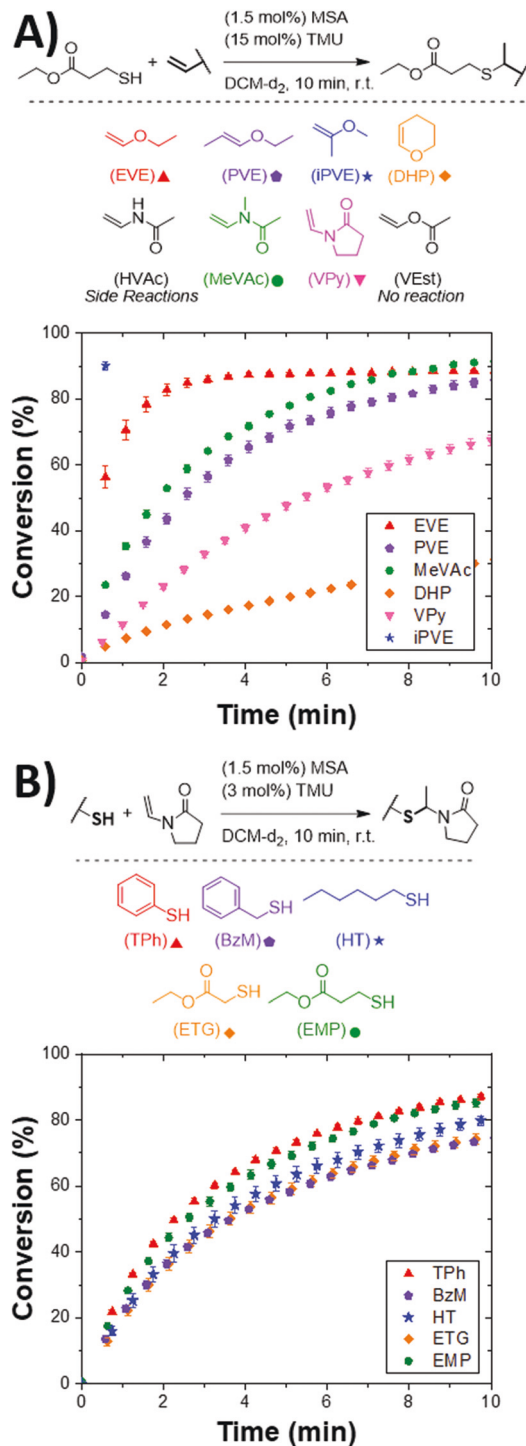 A)
(1.5 mol%) MSA
(15 mol%) TMU
DCM-d₂, 10 min, r.t.
O
O
SH
+
O
O
S
O
O
O
O
(EVE)
(PVE)
(iPVE)
(DHP)
H
N
O
N
O
N
O
O
O
(HVAc)
(MeVAc)
(VPy)
(VEst)
Side Reactions
No reaction
Conversion (%)
100
80
60
40
20
0
EVE
PVE
MeVAc
DHP
VPy
iPVE
0 2 4 6 8 10
Time (min)
B)
(1.5 mol%) MSA
(3 mol%) TMU
DCM-d₂, 10 min, r.t.
SH
+
N
O
S
N
O
SH
SH
SH
(TPh)
(BzM)
(HT)
O
O
SH
O
O
SH
(ETG)
(EMP)
Conversion (%)
100
80
60
40
20
0
TPh
BzM
HT
ETG
EMP
0 2 4 6 8 10
Time (min)